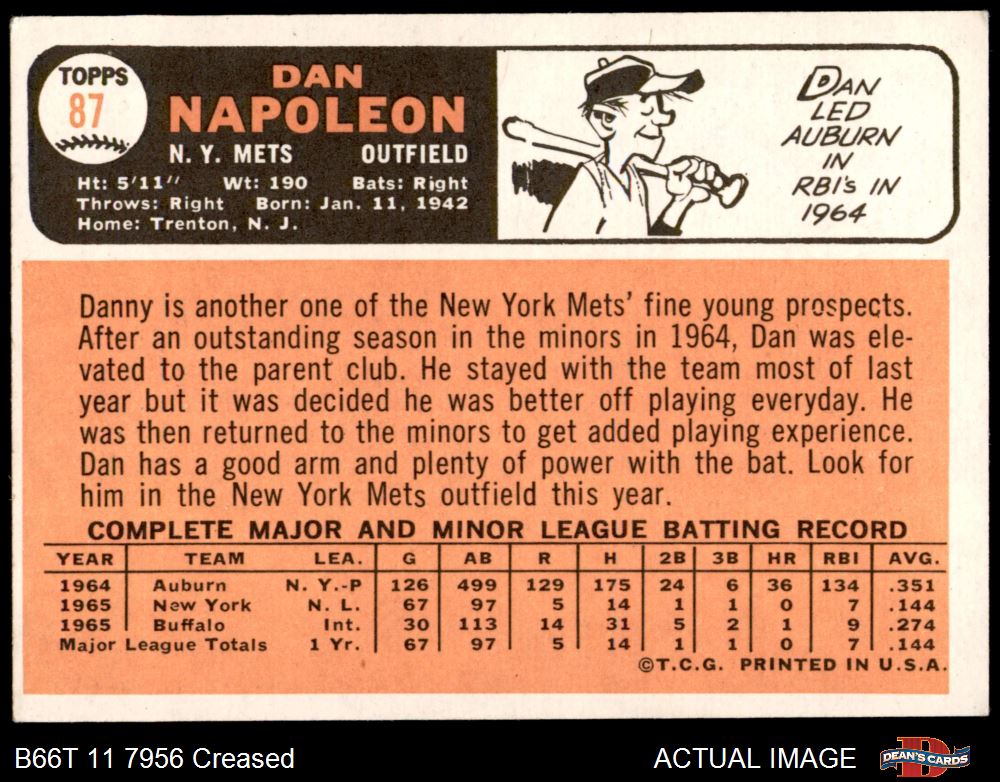 TOPPS
87
DAN
NAPOLEON
N. Y. METS OUTFIELD
Ht: 5'11" Wt: 190 Bats: Right
Throws: Right Born: Jan. 11, 1942
Home: Trenton, N. J.
DAN
LED
AUBURN
IN
RBI's IN
1964
Danny is another one of the New York Mets' fine young prospects.
After an outstanding season in the minors in 1964, Dan was ele-
vated to the parent club. He stayed with the team most of last
year but it was decided he was better off playing everyday. He
was then returned to the minors to get added playing experience.
Dan has a good arm and plenty of power with the bat. Look for
him in the New York Mets outfield this year.
COMPLETE MAJOR AND MINOR LEAGUE BATTING RECORD
YEAR TEAM LEA. G AB R H 2B 3B HR RBI AVG.
1964 Auburn N. Y.-P 126 499 129 175 24 6 36 134 .351
1965 New York N. L. 67 97 5 14 1 1 0 7 .144
1965 Buffalo Int. 30 113 14 31 5 2 1 9 .274
Major League Totals 1 Yr. 67 97 5 14 1 1 0 7 .144
©T.C.G. PRINTED IN U.S.A.
B66T 11 7956 Creased ACTUAL IMAGE DEAN'S CARDS